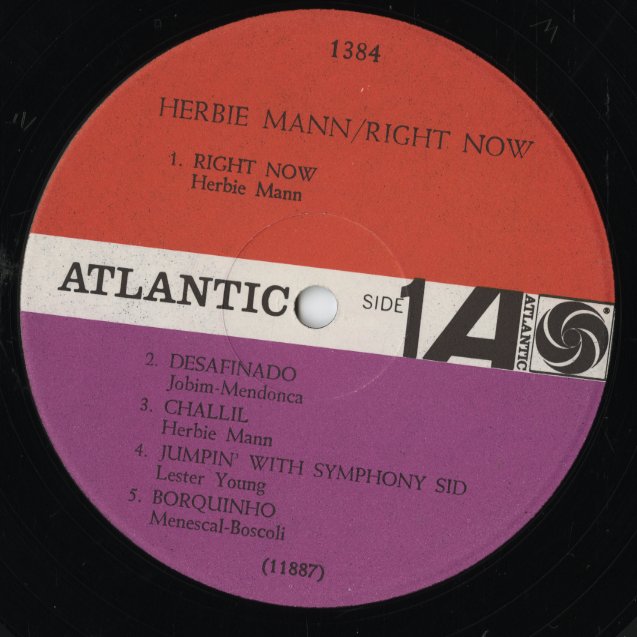 1384
HERBIE MANN/RIGHT NOW
1. RIGHT NOW
Herbie Mann
ATLANTIC
SIDE 1A
ATLANTIC
®
2. DESAFINADO
Jobim-Mendonca
3. CHALLIL
Herbie Mann
4. JUMPIN' WITH SYMPHONY SID
Lester Young
5. BORQUINHO
Menescal-Boscoli
(11887)